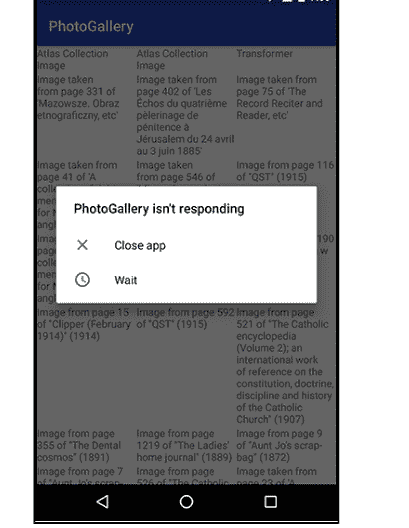 PhotoGallery
Atlas Collection
Image
Atlas Collection
Image
Transformer
Image taken
from page 331 of
'Mazowsze. Obraz
etnograficzny, etc'
Image taken from
page 402 of 'Les
Échos du quatrième
pèlerinage de
pénitence à
Jérusalem du 24 avril
au 3 juin 1885'
Image taken from
page 75 of 'The
Record Reciter and
Reader, etc'
Image taken from
page 41 of 'A
Image taken
from page 546 of
Image from page 116
of "QST" (1915)
PhotoGallery isn't responding
Close app
Wait
Image from page 15
of "Clipper (February
1914)" (1914)
Image from page 592
of "QST" (1915)
Image from page
521 of "The Catholic
encyclopedia
(Volume 2); an
international work
of reference on the
constitution, doctrine,
discipline and history
of the Catholic
Church" (1907)
Image from page
355 of "The Dental
cosmos" (1891)
Image from page
1219 of "The Ladies'
home journal" (1889)
Image from page 9
of "Aunt Jo's scrap-
bag" (1872)
Image from page 7
of "Aunt Jo's scrap-
Image from page
526 of "The Catholic
Image taken from
page 23 of 'A